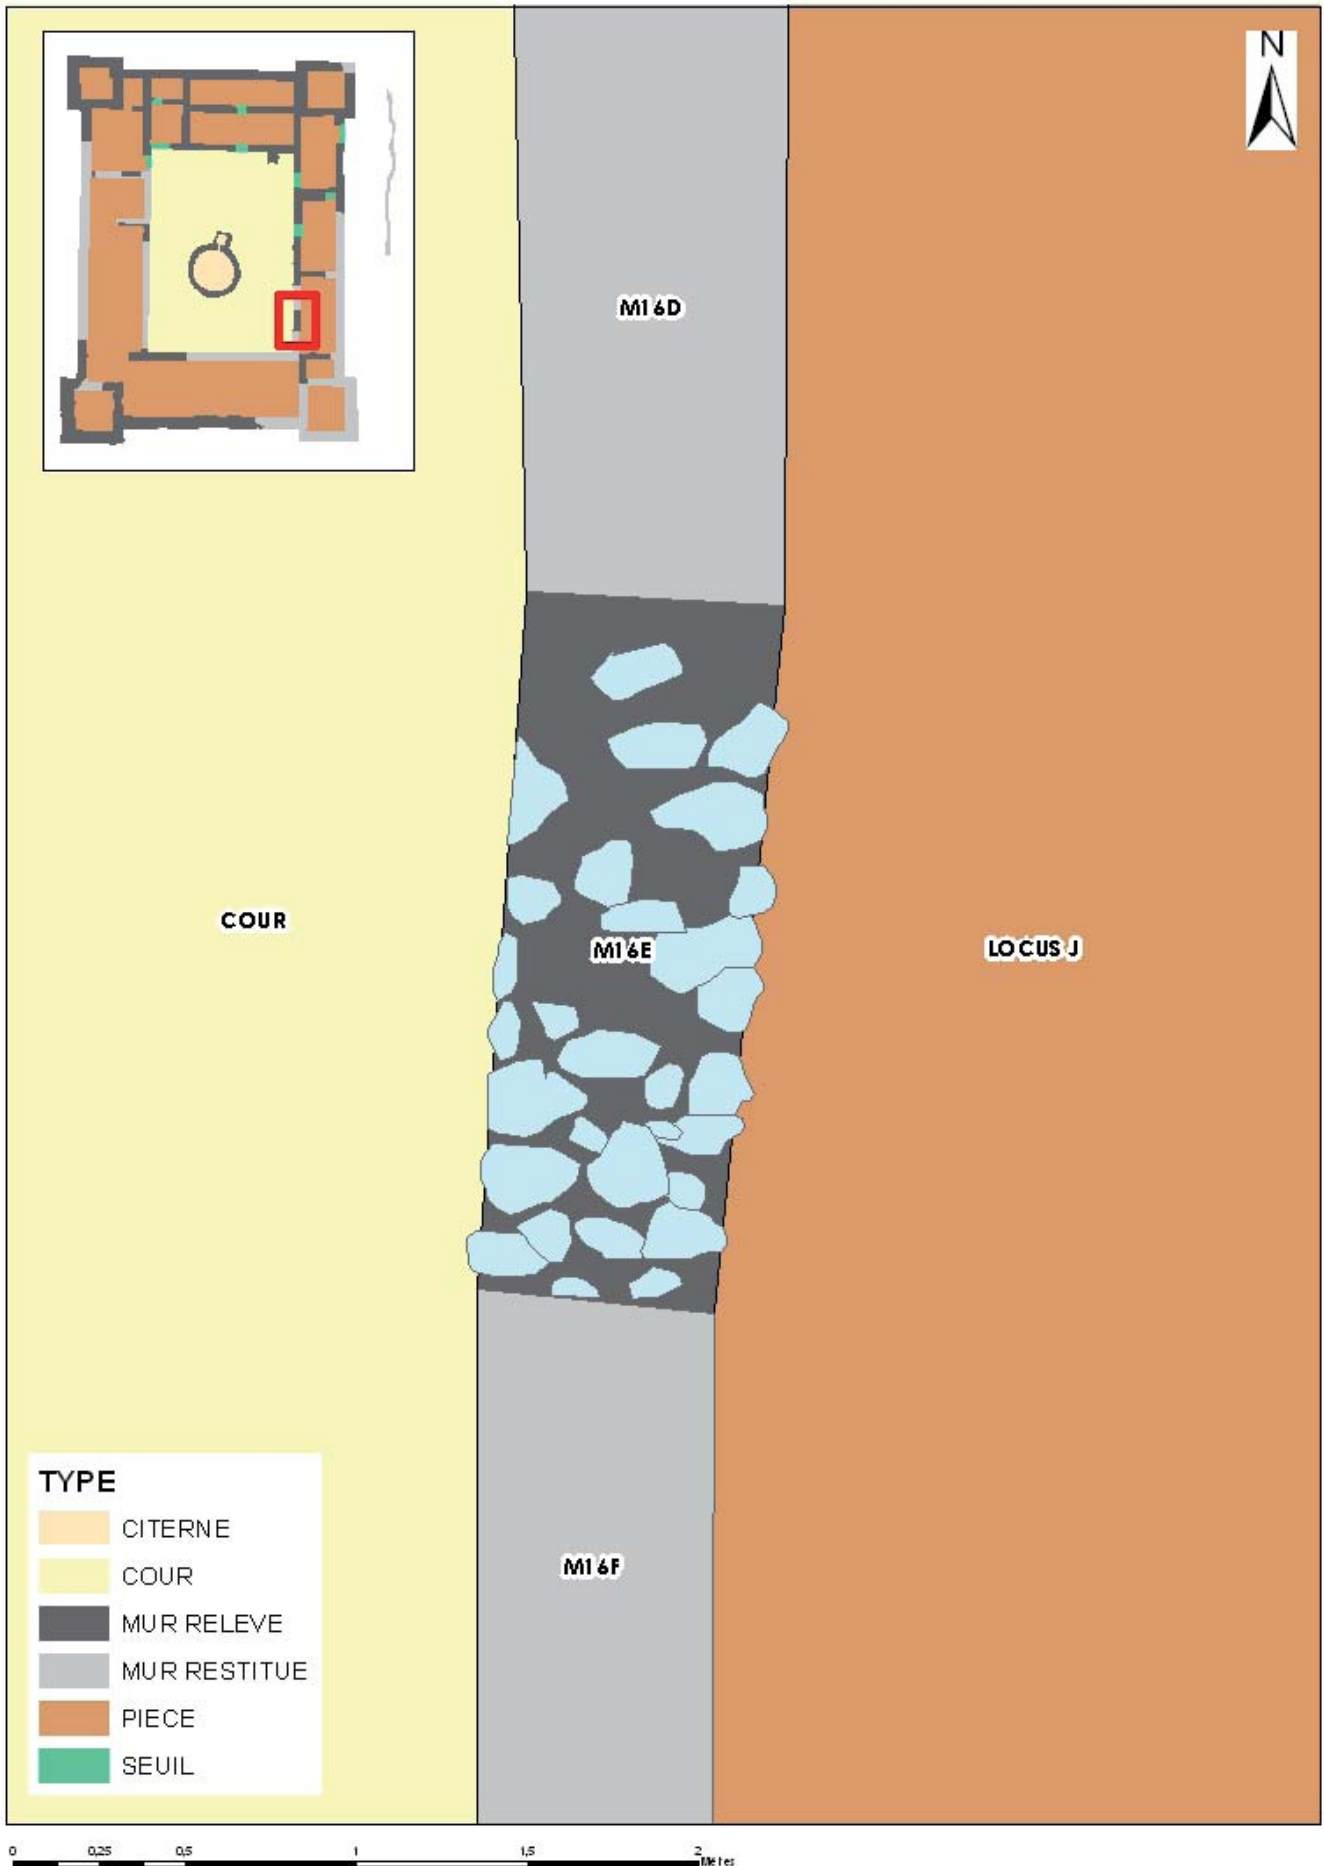 N
M16D
COUR
M16E
LOCUS J
M16F
TYPE
CITERNE
COUR
MUR RELEVE
MUR RESTITUE
PIECE
SEUIL
0 0,25 0,5 1 1,5 2
Mètres